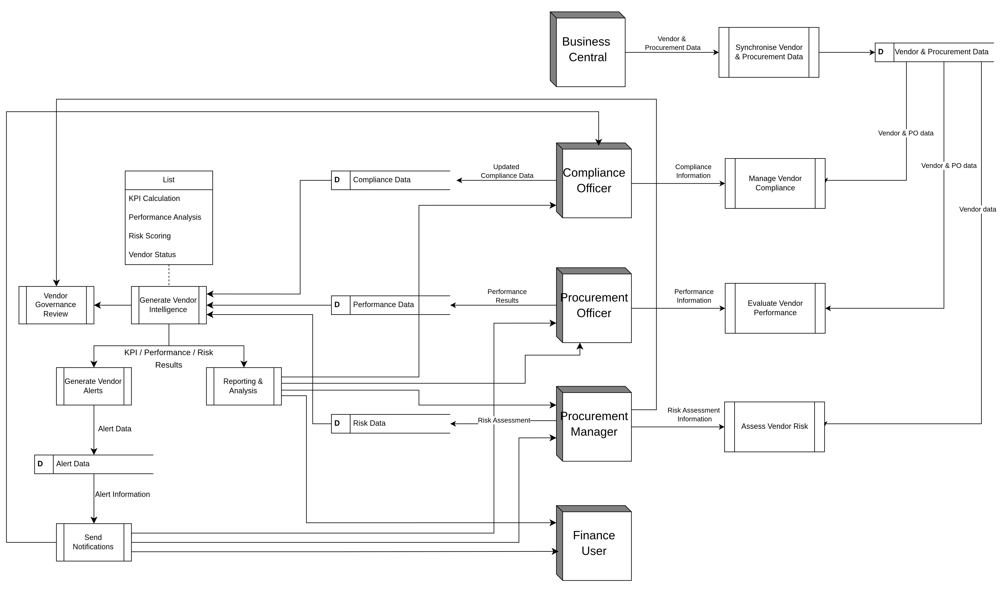 Business
Central
Vendor &
Procurement Data
Synchronise Vendor
& Procurement Data
D
Vendor & Procurement Data
Vendor & PO data
Vendor & PO data
Vendor data
List
KPI Calculation
Performance Analysis
Risk Scoring
Vendor Status
D
Compliance Data
Updated
Compliance Data
Compliance
Officer
Compliance
Information
Manage Vendor
Compliance
Vendor
Governance
Review
Generate Vendor
Intelligence
D
Performance Data
Performance
Results
Procurement
Officer
Performance
Information
Evaluate Vendor
Performance
KPI / Performance / Risk
Results
Generate Vendor
Alerts
Reporting &
Analysis
D
Risk Data
Risk Assessment
Procurement
Manager
Risk Assessment
Information
Assess Vendor Risk
Alert Data
D
Alert Data
Alert Information
Send
Notifications
Finance
User